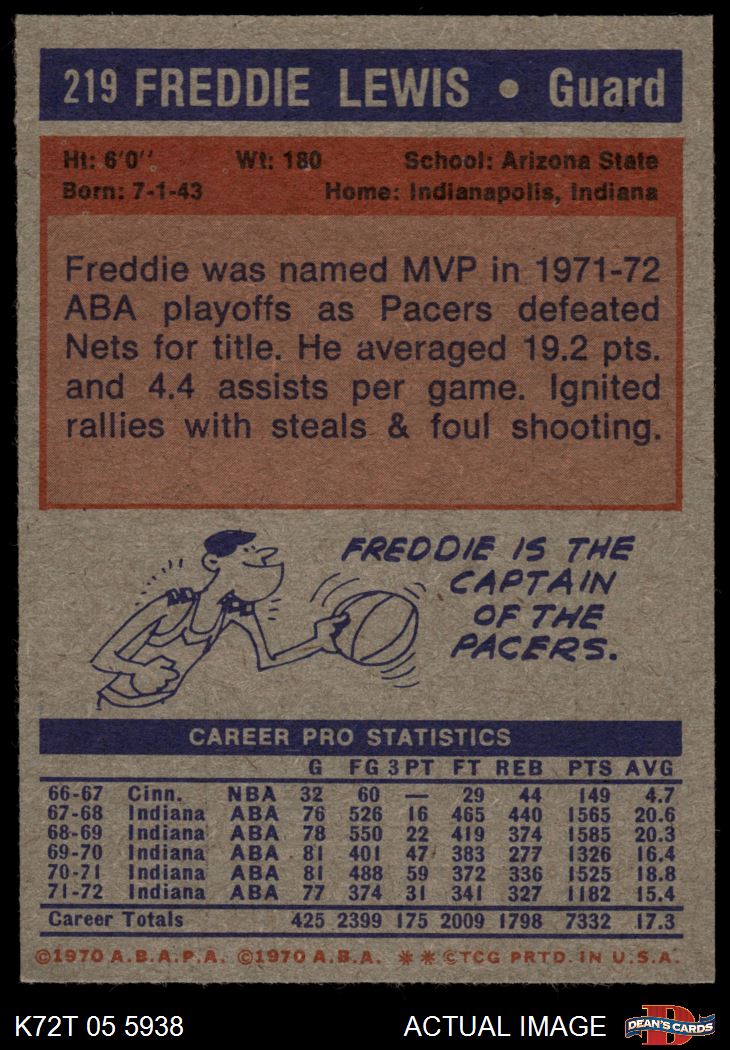 219 FREDDIE LEWIS • Guard
Ht: 6'0'' Wt: 180 School: Arizona State
Born: 7-1-43 Home: Indianapolis, Indiana
Freddie was named MVP in 1971-72
ABA playoffs as Pacers defeated
Nets for title. He averaged 19.2 pts.
and 4.4 assists per game. Ignited
rallies with steals & foul shooting.
FREDDIE IS THE
CAPTAIN
OF THE
PACERS.
CAREER PRO STATISTICS
G FG 3PT FT REB PTS AVG
66-67 Cinn. NBA 32 60 — 29 44 149 4.7
67-68 Indiana ABA 76 526 16 465 440 1565 20.6
68-69 Indiana ABA 78 550 22 419 374 1585 20.3
69-70 Indiana ABA 81 401 47 383 277 1326 16.4
70-71 Indiana ABA 81 488 59 372 336 1525 18.8
71-72 Indiana ABA 77 374 31 341 327 1182 15.4
Career Totals 425 2399 175 2009 1798 7332 17.3
©1970 A.B.A.P.A. ©1970 A.B.A. ** ©TCG PRTD. IN U.S.A.
K72T 05 5938 ACTUAL IMAGE D DEAN'S CARDS